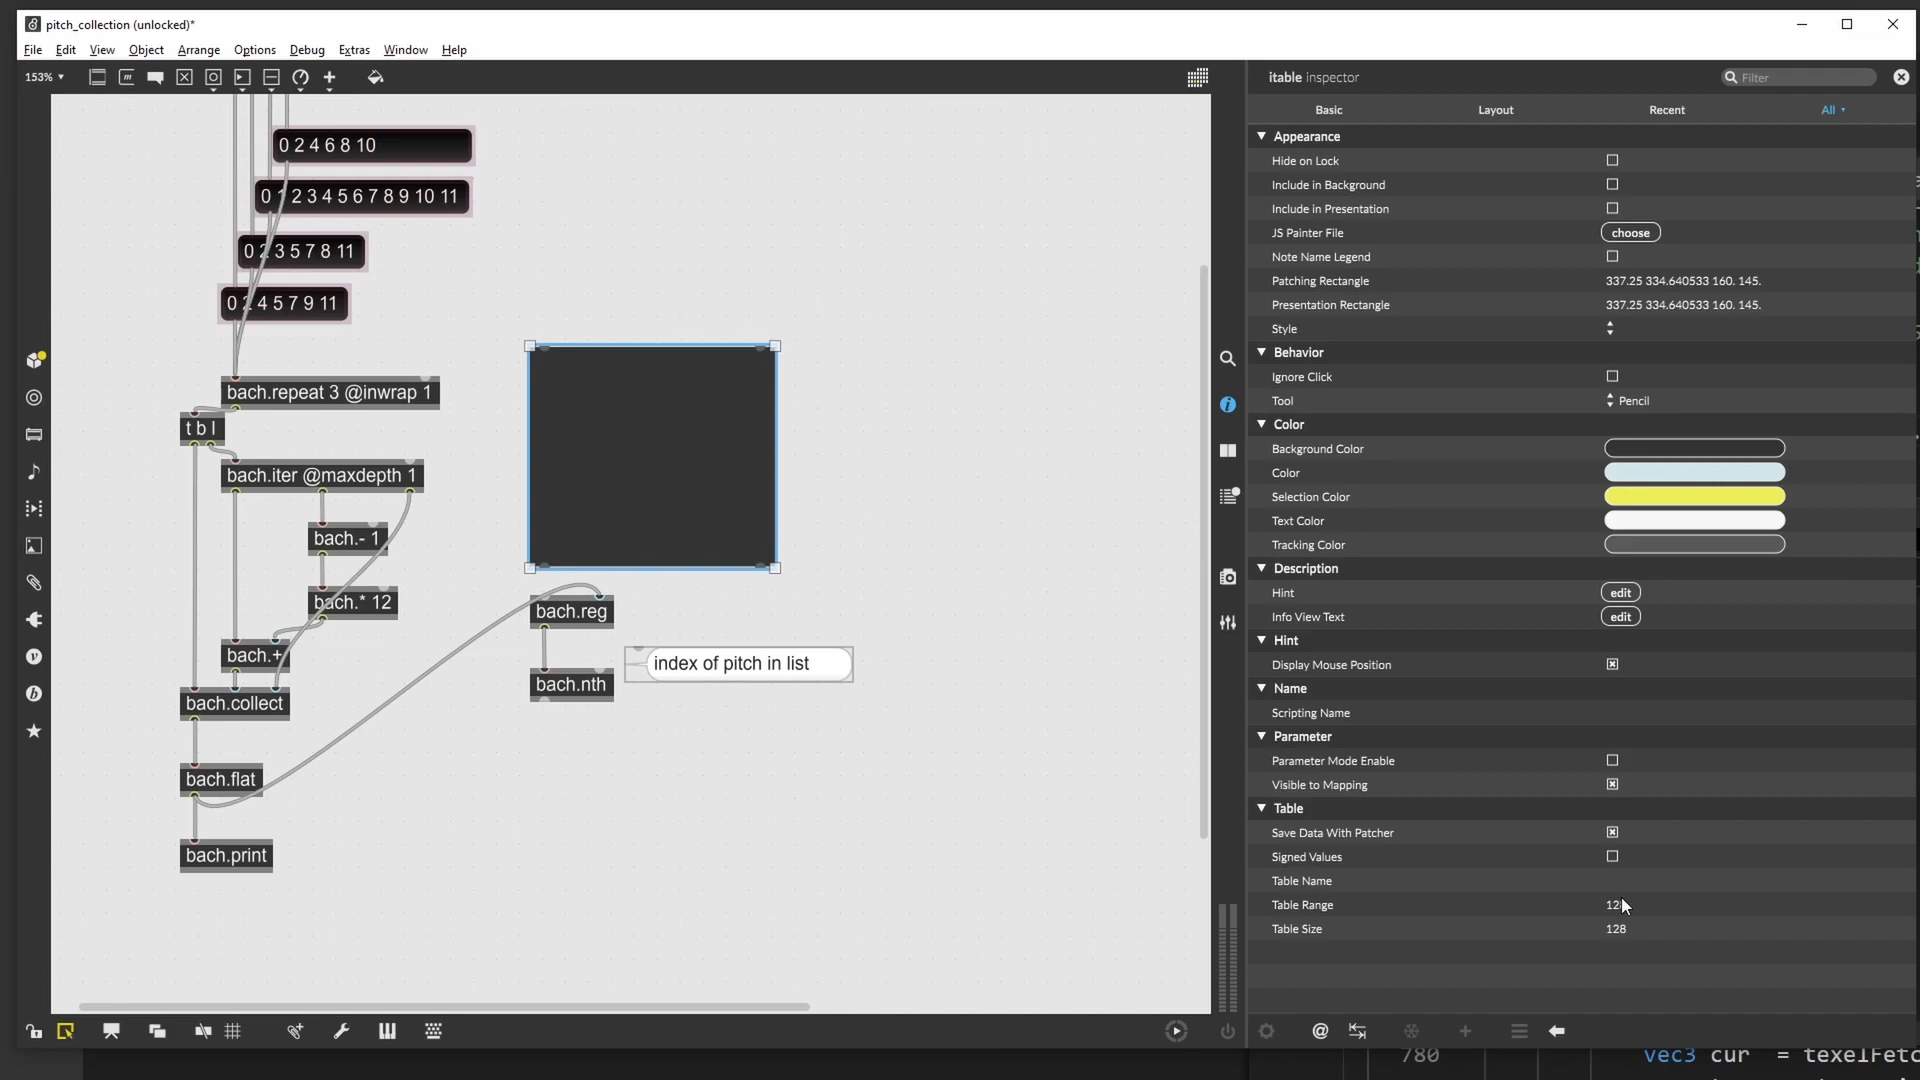 pitch_collection (unlocked)*
File Edit View Object Arrange Options Debug Extras Window Help
153%
itable inspector
Filter
Basic Layout Recent All
0 2 4 6 8 10
0 1 2 3 4 5 6 7 8 9 10 11
0 2 3 5 7 8 11
0 2 4 5 7 9 11
bach.repeat 3 @inwrap 1
t b l
bach.iter @maxdepth 1
bach.- 1
bach.* 12
bach.+
bach.collect
bach.flat
bach.print
bach.reg
index of pitch in list
bach.nth
Appearance
Hide on Lock
Include in Background
Include in Presentation
JS Painter File choose
Note Name Legend
Patching Rectangle 337.25 334.640533 160. 145.
Presentation Rectangle 337.25 334.640533 160. 145.
Style
Behavior
Ignore Click
Tool Pencil
Color
Background Color
Color
Selection Color
Text Color
Tracking Color
Description
Hint edit
Info View Text edit
Hint
Display Mouse Position
Name
Scripting Name
Parameter
Parameter Mode Enable
Visible to Mapping
Table
Save Data With Patcher
Signed Values
Table Name
Table Range
Table Size 128
780 vec3 cur = texelFetc